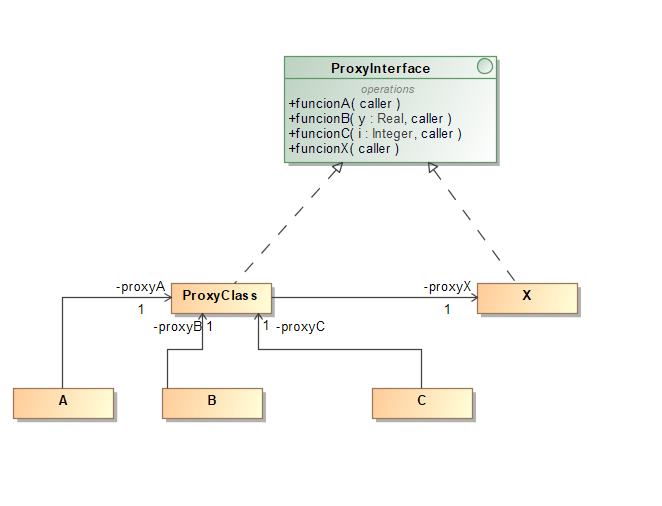 ProxyInterface
operations
+funcionA( caller )
+funcionB( y : Real, caller )
+funcionC( i : Integer, caller )
+funcionX( caller )
-proxyA
1
ProxyClass
-proxyX
1
X
-proxyB
1
1
-proxyC
A
B
C